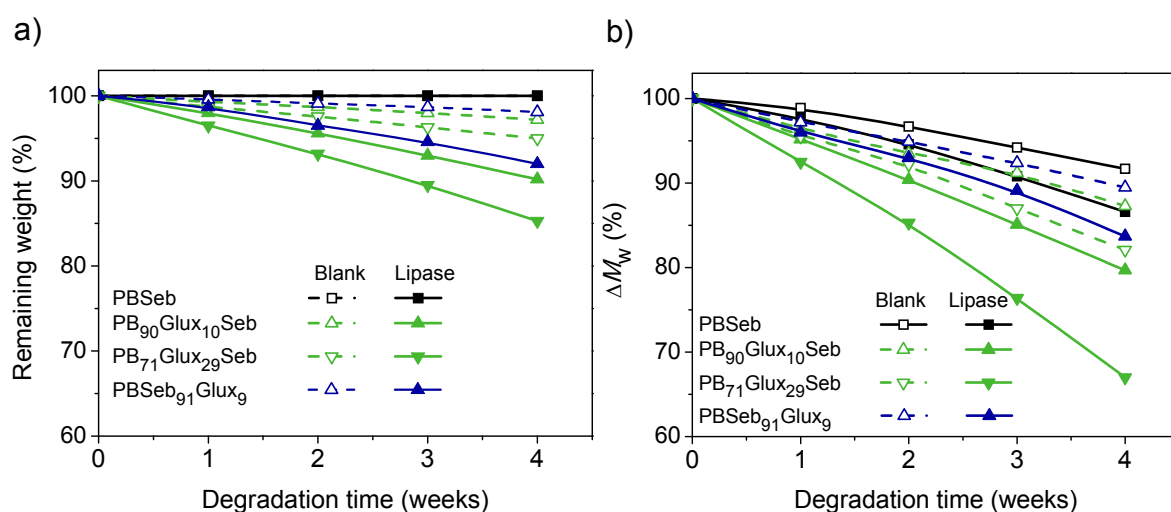 a)
Remaining weight (%)
100
90
80
70
60
0 1 2 3 4
Degradation time (weeks)
Blank Lipase
PBSeb
PB90Glux10Seb
PB71Glux29Seb
PBSeb91Glux9
b)
ΔMw (%)
100
90
80
70
60
0 1 2 3 4
Degradation time (weeks)
Blank Lipase
PBSeb
PB90Glux10Seb
PB71Glux29Seb
PBSeb91Glux9